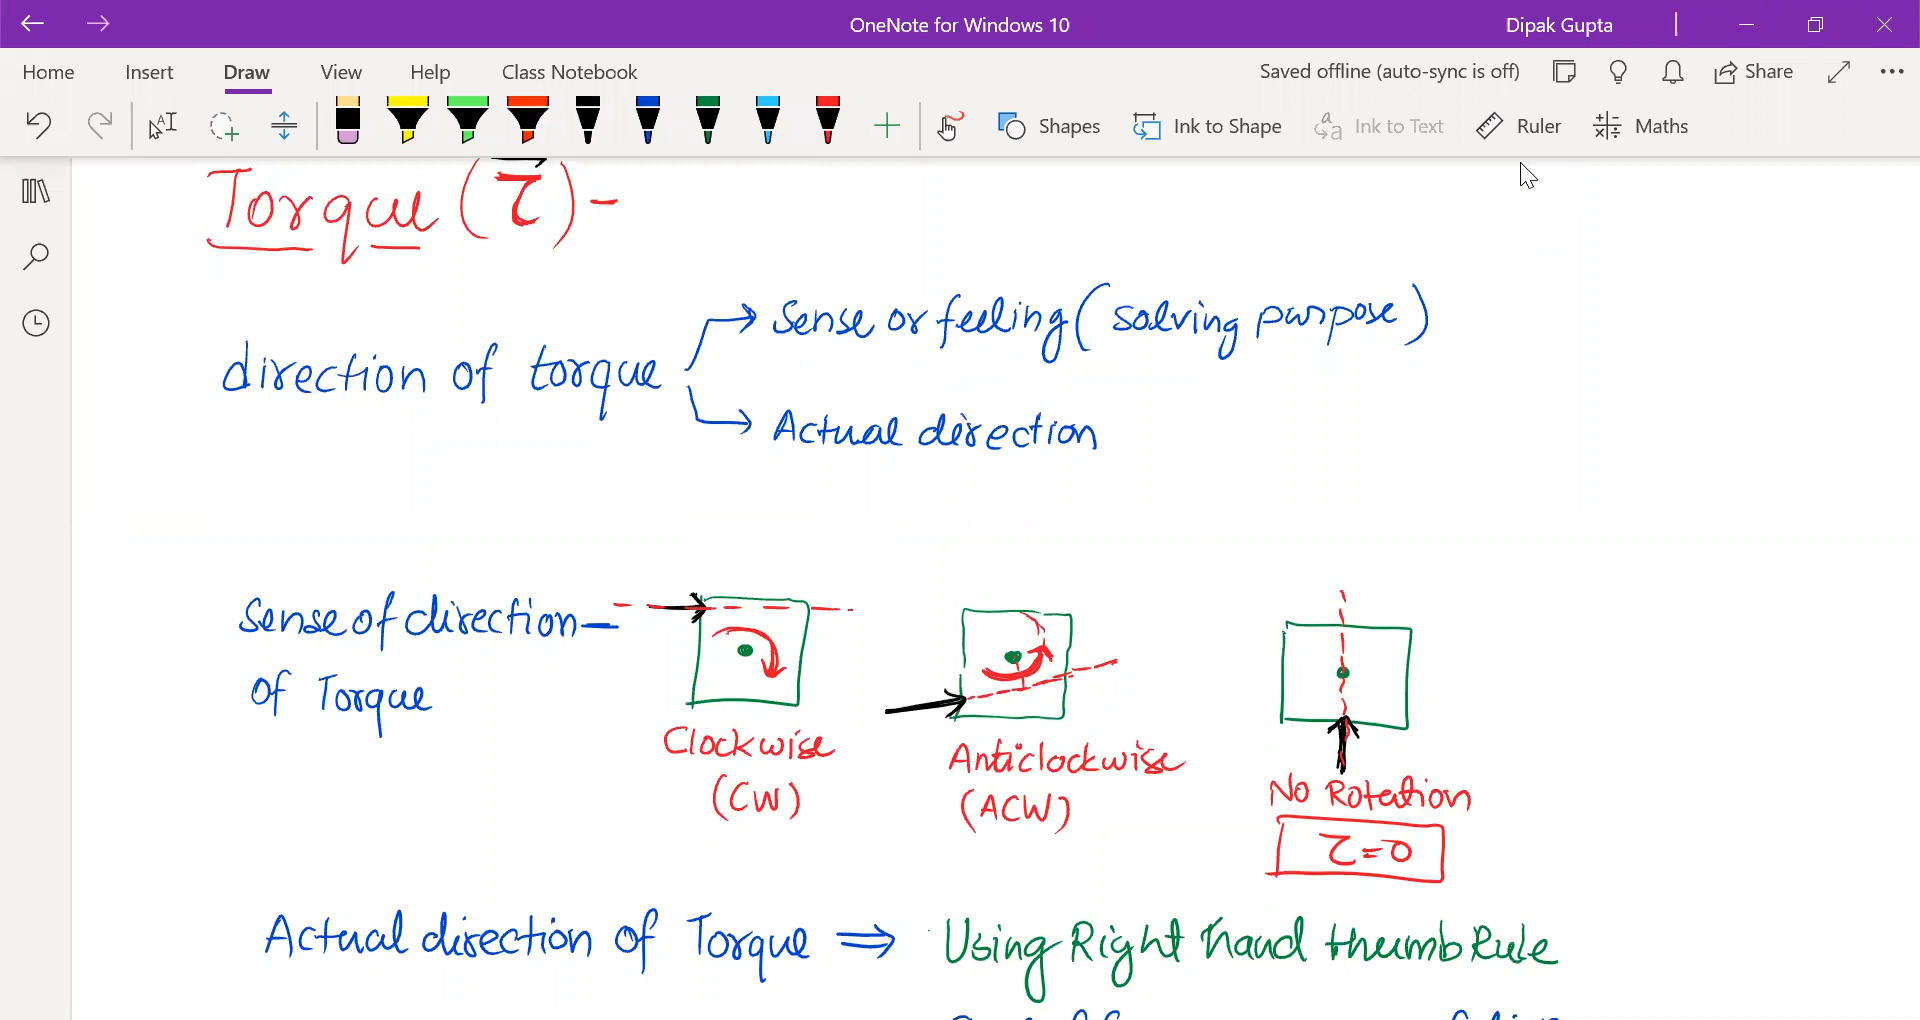 OneNote for Windows 10
Dipak Gupta
Home Insert Draw View Help Class Notebook
Saved offline (auto-sync is off) Share
Shapes Ink to Shape Ink to Text Ruler Maths
Torque (τ) -
Sense or feeling (solving purpose)
direction of torque
Actual direction
Sense of direction
of Torque
Clockwise
(CW)
Anticlockwise
(ACW)
No Rotation
τ=0
Actual direction of Torque ⇒ Using Right hand thumb Rule